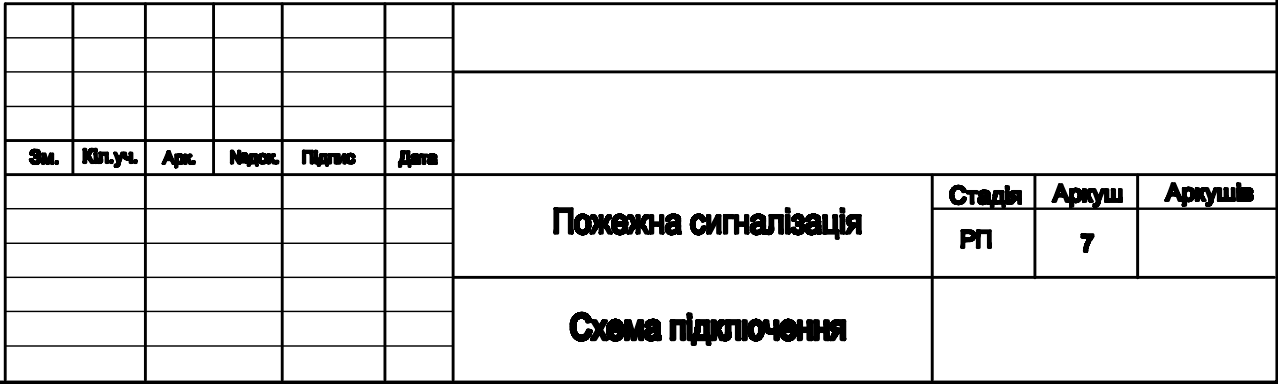 Зм. Кіл.уч. Арк. №док. Підпис Дата
Стадія Аркуш Аркушів
Пожежна сигналізація
РП 7
Схема підключення